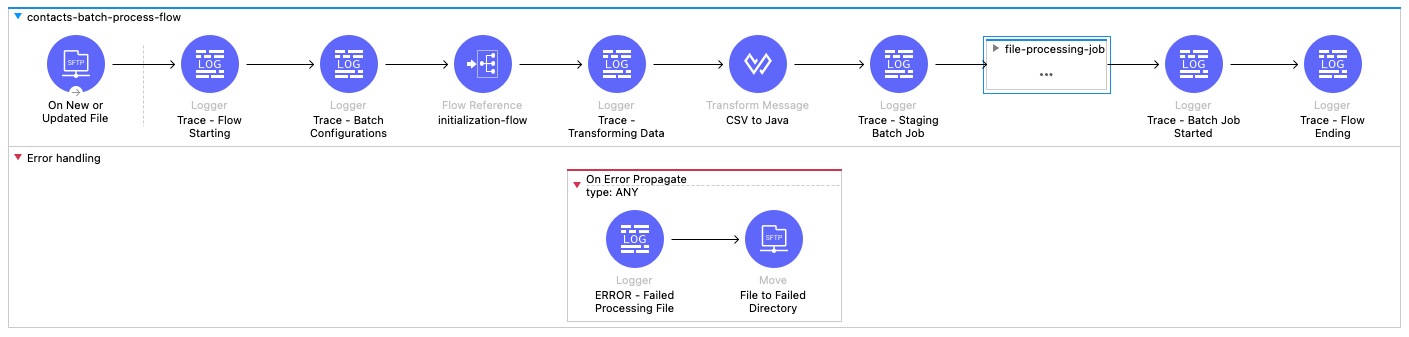 contacts-batch-process-flow
SFTP
LOG
LOG
LOG
LOG
LOG
LOG
file-processing-job
On New or
Updated File
Logger
Trace - Flow
Starting
Logger
Trace - Batch
Configurations
Flow Reference
initialization-flow
Logger
Trace -
Transforming Data
Transform Message
CSV to Java
Logger
Trace - Staging
Batch Job
Logger
Trace - Batch Job
Started
Logger
Trace - Flow
Ending
Error handling
On Error Propagate
type: ANY
LOG
SFTP
Logger
ERROR - Failed
Processing File
Move
File to Failed
Directory